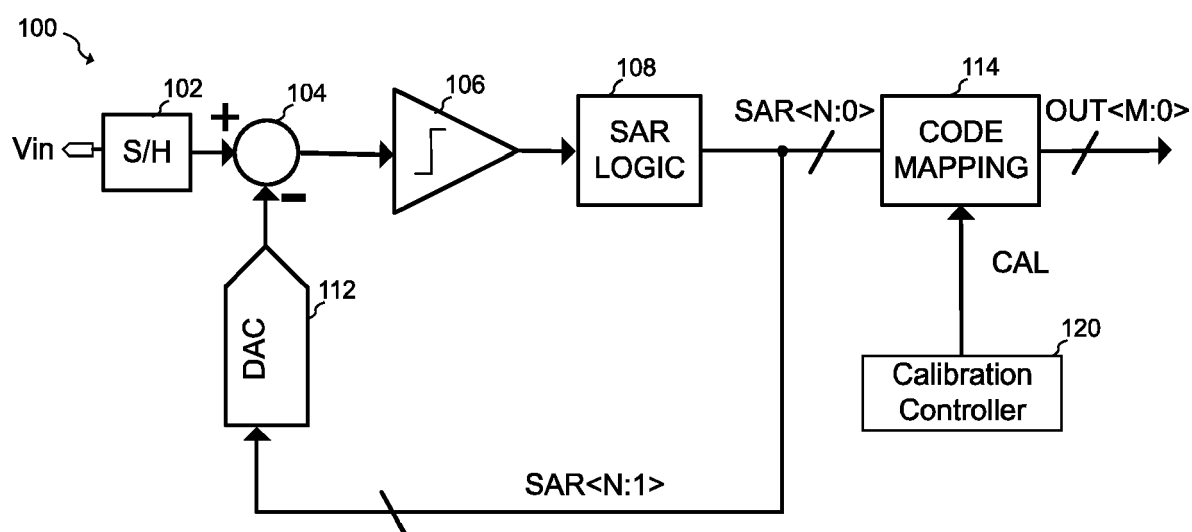 100
102
104
106
108
114
+
Vin
S/H
SAR
LOGIC
SAR<N:0>
CODE
MAPPING
OUT<M:0>
−
112
DAC
CAL
120
Calibration
Controller
SAR<N:1>